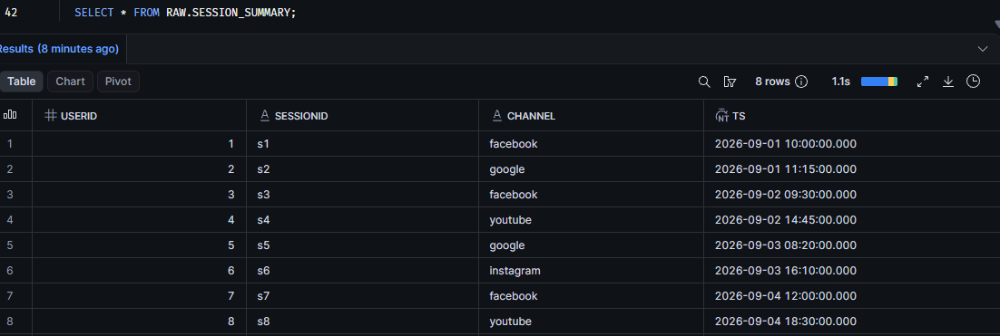 42 SELECT * FROM RAW.SESSION_SUMMARY;
Results (8 minutes ago)
Table Chart Pivot 8 rows 1.1s
# USERID A SESSIONID A CHANNEL NT TS
1 1 s1 facebook 2026-09-01 10:00:00.000
2 2 s2 google 2026-09-01 11:15:00.000
3 3 s3 facebook 2026-09-02 09:30:00.000
4 4 s4 youtube 2026-09-02 14:45:00.000
5 5 s5 google 2026-09-03 08:20:00.000
6 6 s6 instagram 2026-09-03 16:10:00.000
7 7 s7 facebook 2026-09-04 12:00:00.000
8 8 s8 youtube 2026-09-04 18:30:00.000